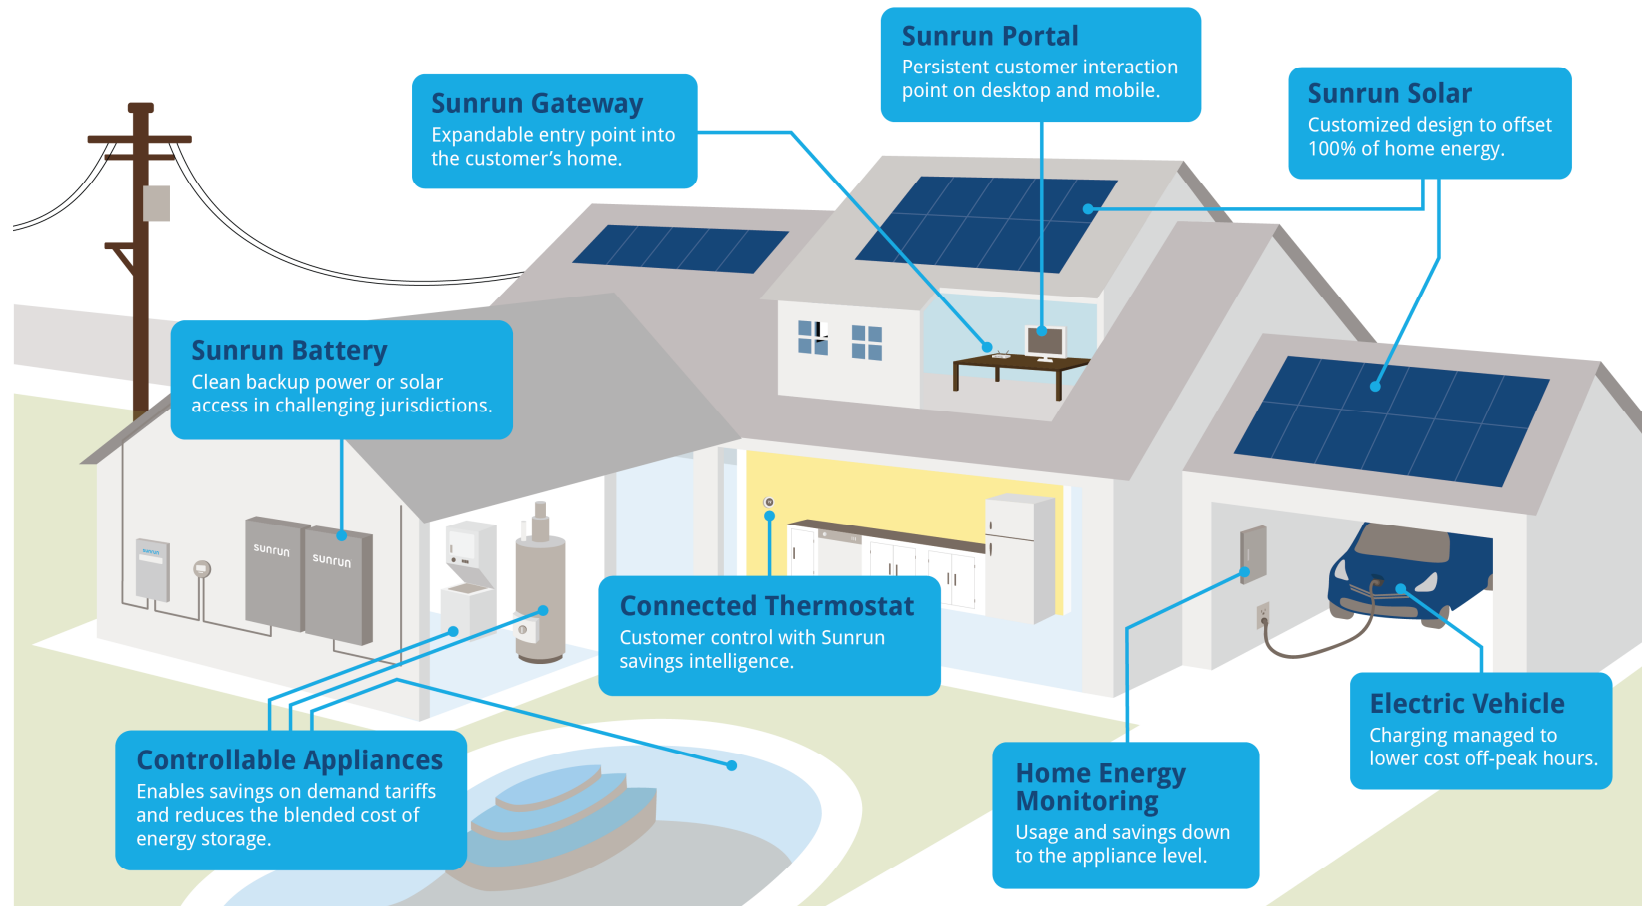 Sunrun Portal
Persistent customer interaction
point on desktop and mobile.
Sunrun Solar
Customized design to offset
100% of home energy.
Sunrun Gateway
Expandable entry point into
the customer’s home.
Sunrun Battery
Clean backup power or solar
access in challenging jurisdictions.
sunrun
sunrun
sunrun
Connected Thermostat
Customer control with Sunrun
savings intelligence.
Electric Vehicle
Charging managed to
lower cost off-peak hours.
Controllable Appliances
Enables savings on demand tariffs
and reduces the blended cost of
energy storage.
Home Energy
Monitoring
Usage and savings down
to the appliance level.